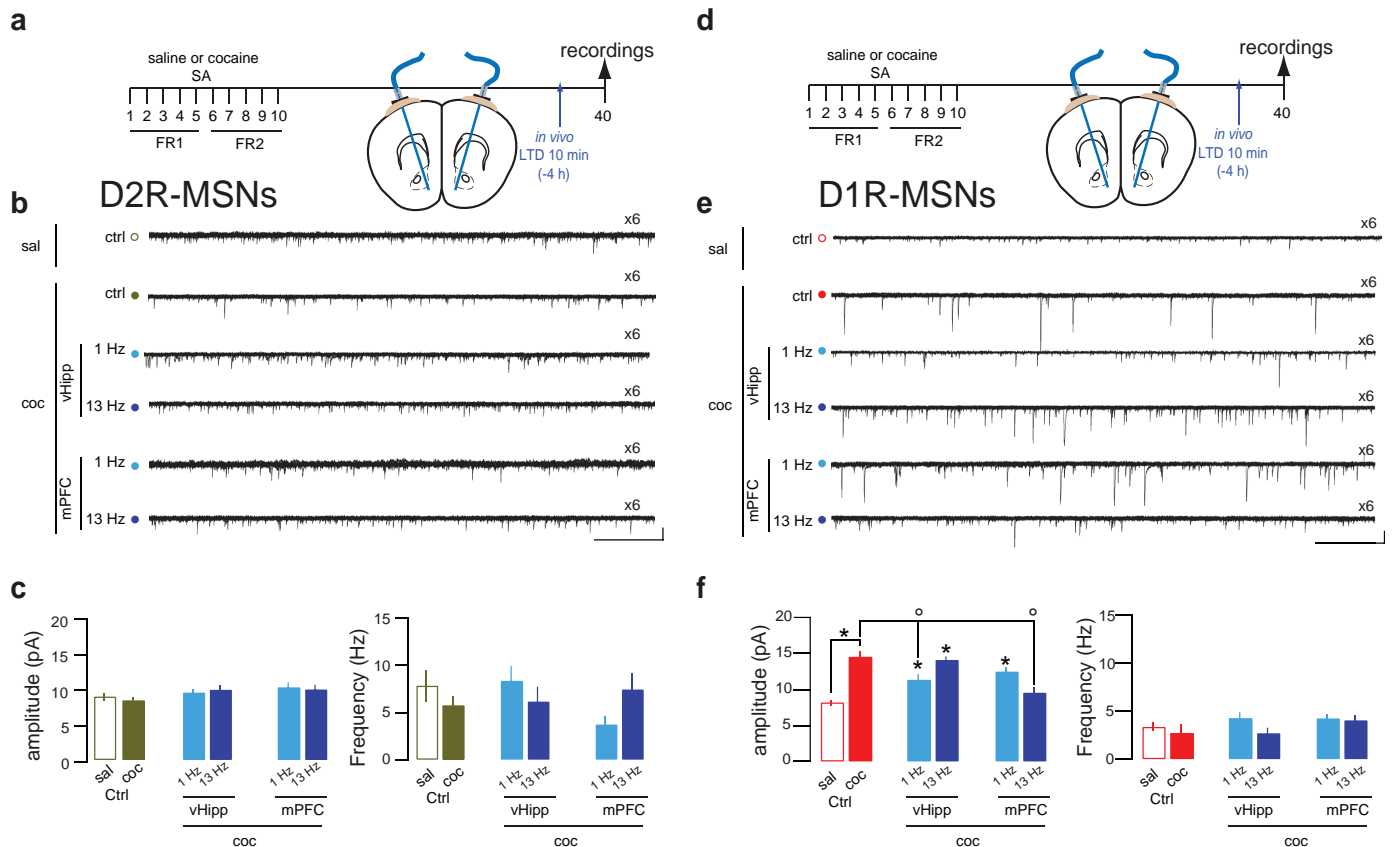 a
saline or cocaine
SA
recordings
1 2 3 4 5 6 7 8 9 10
40
FR1 FR2
in vivo
LTD 10 min
(-4 h)
b
D2R-MSNs
sal
ctrl
x6
coc
ctrl
x6
vHipp
1 Hz
x6
13 Hz
x6
mPFC
1 Hz
x6
13 Hz
x6
c
amplitude (pA)
20
15
10
5
0
sal coc 1 Hz 13 Hz 1 Hz 13 Hz
Ctrl
vHipp mPFC
coc
Frequency (Hz)
15
10
5
0
sal coc 1 Hz 13 Hz 1 Hz 13 Hz
Ctrl
vHipp mPFC
coc
d
saline or cocaine
SA
recordings
1 2 3 4 5 6 7 8 9 10
40
FR1 FR2
in vivo
LTD 10 min
(-4 h)
e
D1R-MSNs
sal
ctrl
x6
coc
ctrl
x6
vHipp
1 Hz
x6
13 Hz
x6
mPFC
1 Hz
x6
13 Hz
x6
f
amplitude (pA)
20
15
10
5
0
*
* * *
sal coc 1 Hz 13 Hz 1 Hz 13 Hz
Ctrl
vHipp mPFC
coc
Frequency (Hz)
15
10
5
0
sal coc 1 Hz 13 Hz 1 Hz 13 Hz
Ctrl
vHipp mPFC
coc